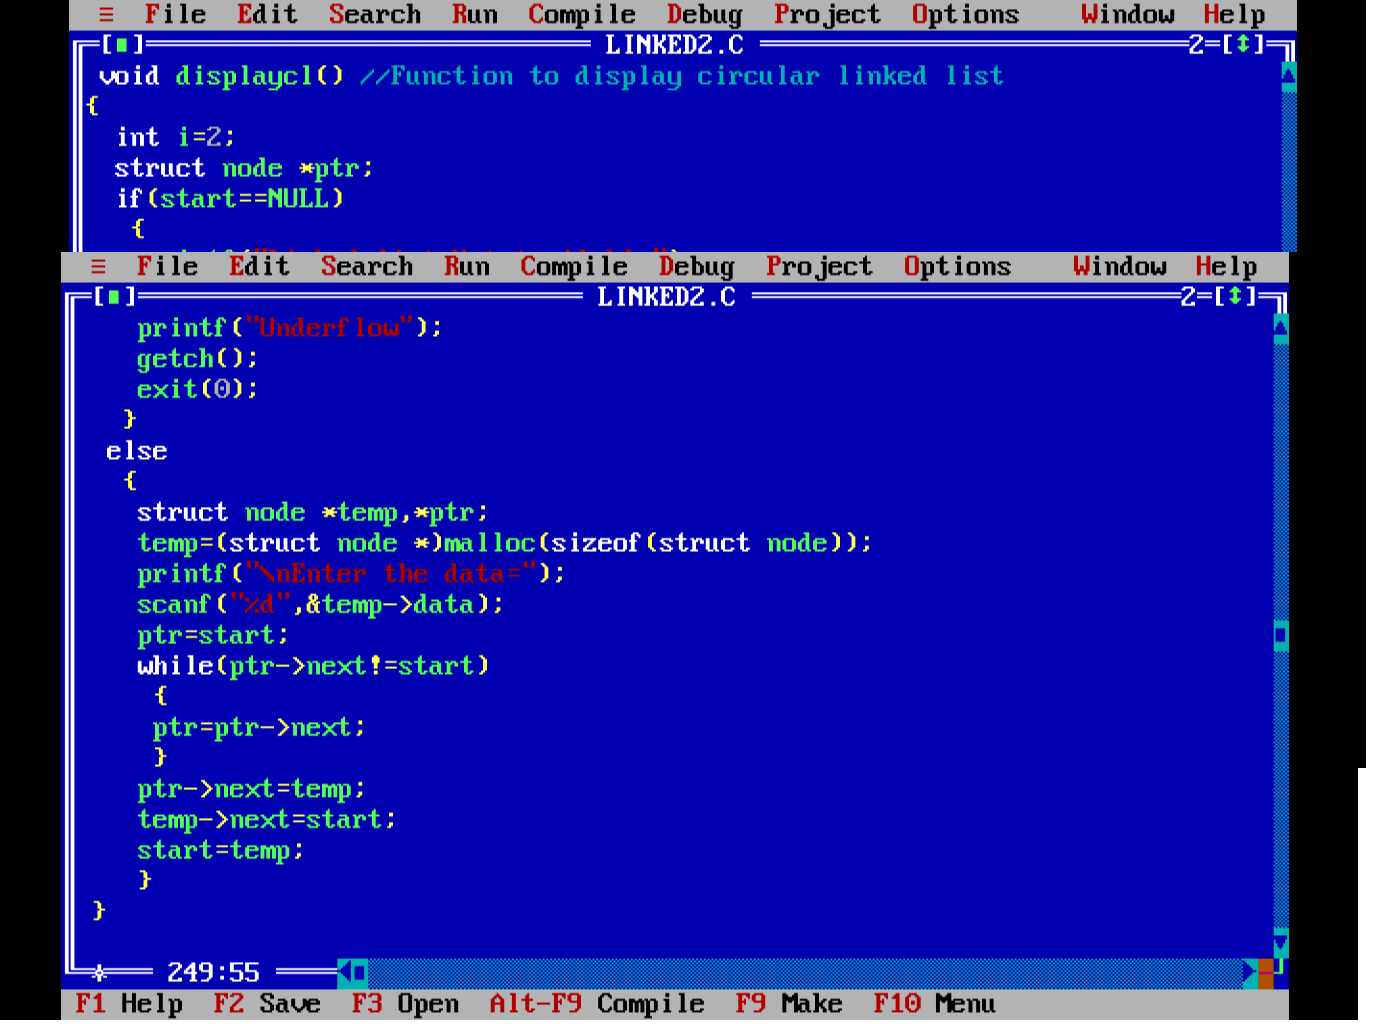 ≡ File Edit Search Run Compile Debug Project Options Window Help
[■] LINKED2.C 2=[↕]
void displaycl() //Function to display circular linked list
{
int i=2;
struct node *ptr;
if(start==NULL)
{
≡ File Edit Search Run Compile Debug Project Options Window Help
[■] LINKED2.C 2=[↕]
printf("Underflow");
getch();
exit(0);
}
else
{
struct node *temp,*ptr;
temp=(struct node *)malloc(sizeof(struct node));
printf("\nEnter the data=");
scanf("%d",&temp->data);
ptr=start;
while(ptr->next!=start)
{
ptr=ptr->next;
}
ptr->next=temp;
temp->next=start;
start=temp;
}
}
249:55
F1 Help F2 Save F3 Open Alt-F9 Compile F9 Make F10 Menu